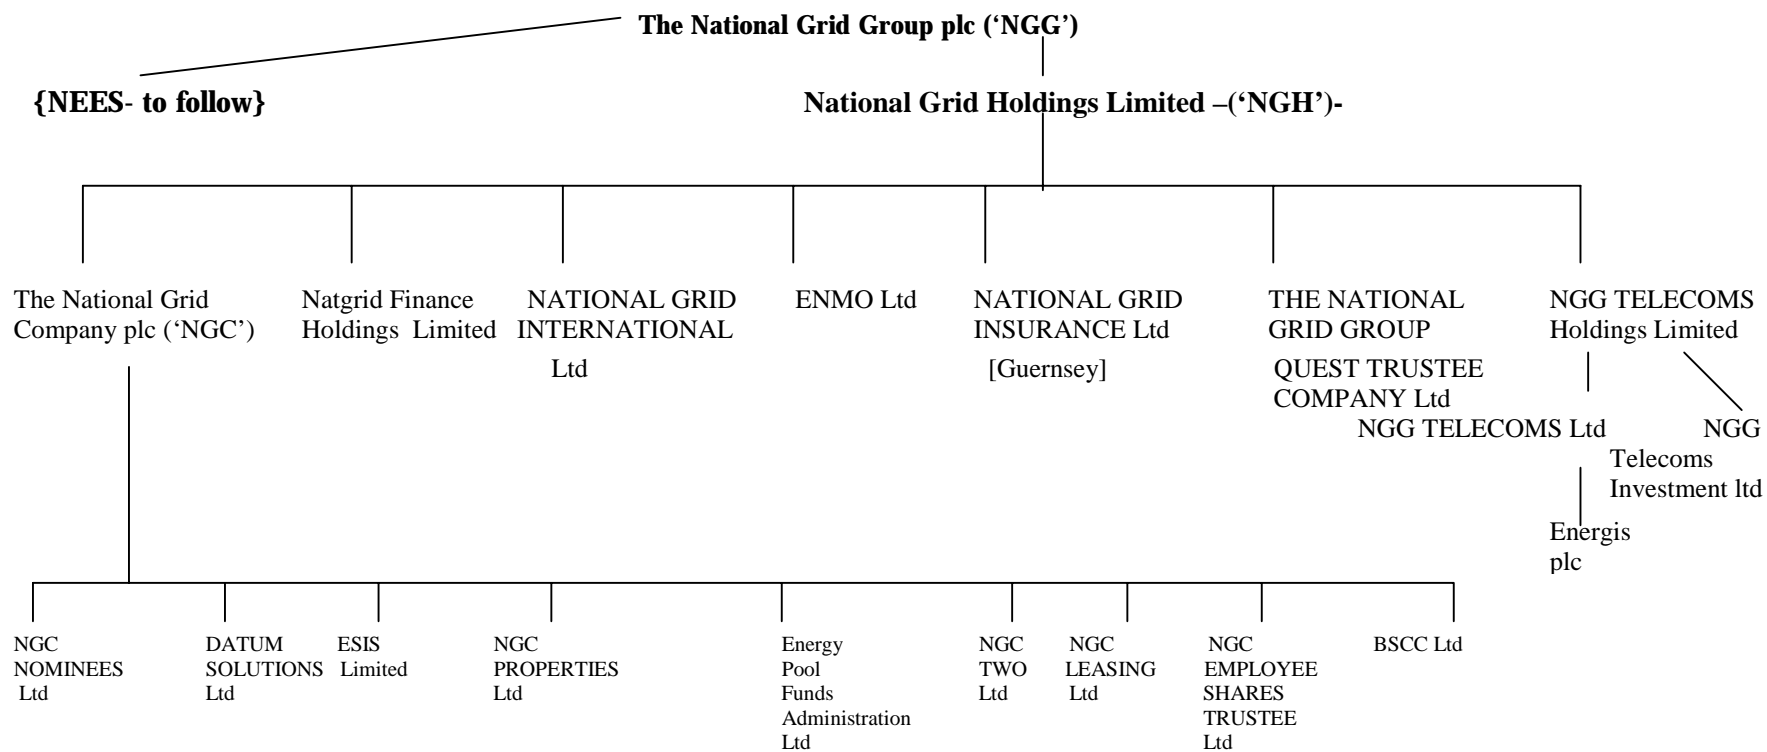 The National Grid Group plc (‘NGG’)
{NEES- to follow}
National Grid Holdings Limited –(‘NGH’)-
The National Grid
Company plc (‘NGC’)
Natgrid Finance
Holdings Limited
NATIONAL GRID
INTERNATIONAL
Ltd
ENMO Ltd
NATIONAL GRID
INSURANCE Ltd
[Guernsey]
THE NATIONAL
GRID GROUP
QUEST TRUSTEE
COMPANY Ltd
NGG TELECOMS
Holdings Limited
NGG TELECOMS Ltd
NGG
Telecoms
Investment ltd
Energis
plc
NGC
NOMINEES
Ltd
DATUM
SOLUTIONS
Ltd
ESIS
Limited
NGC
PROPERTIES
Ltd
Energy
Pool
Funds
Administration
Ltd
NGC
TWO
Ltd
NGC
LEASING
Ltd
NGC
EMPLOYEE
SHARES
TRUSTEE
Ltd
BSCC Ltd